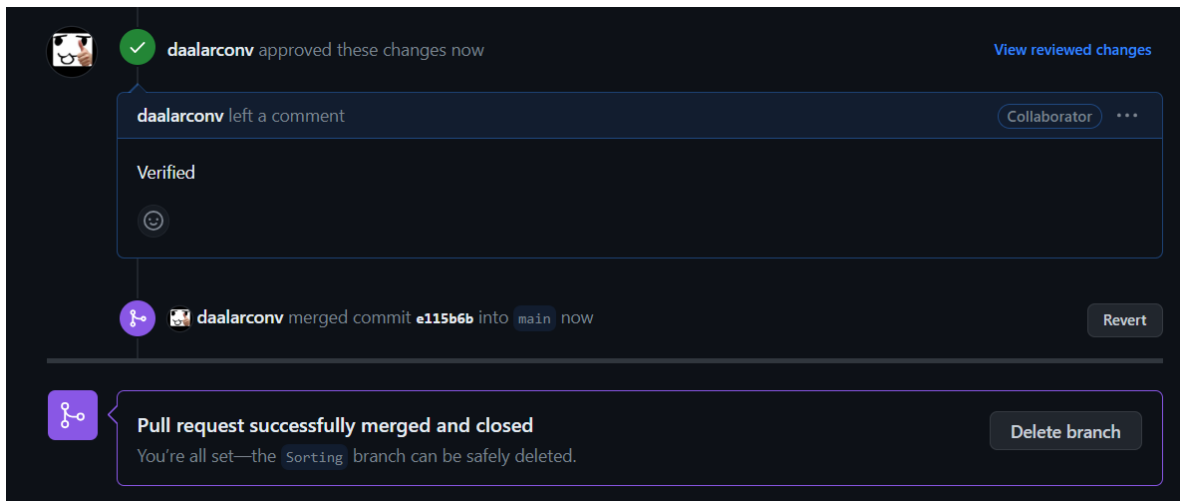 daalarconv approved these changes now
View reviewed changes
daalarconv left a comment
Collaborator
Verified
daalarconv merged commit e115b6b into main now
Revert
Pull request successfully merged and closed
You're all set—the Sorting branch can be safely deleted.
Delete branch